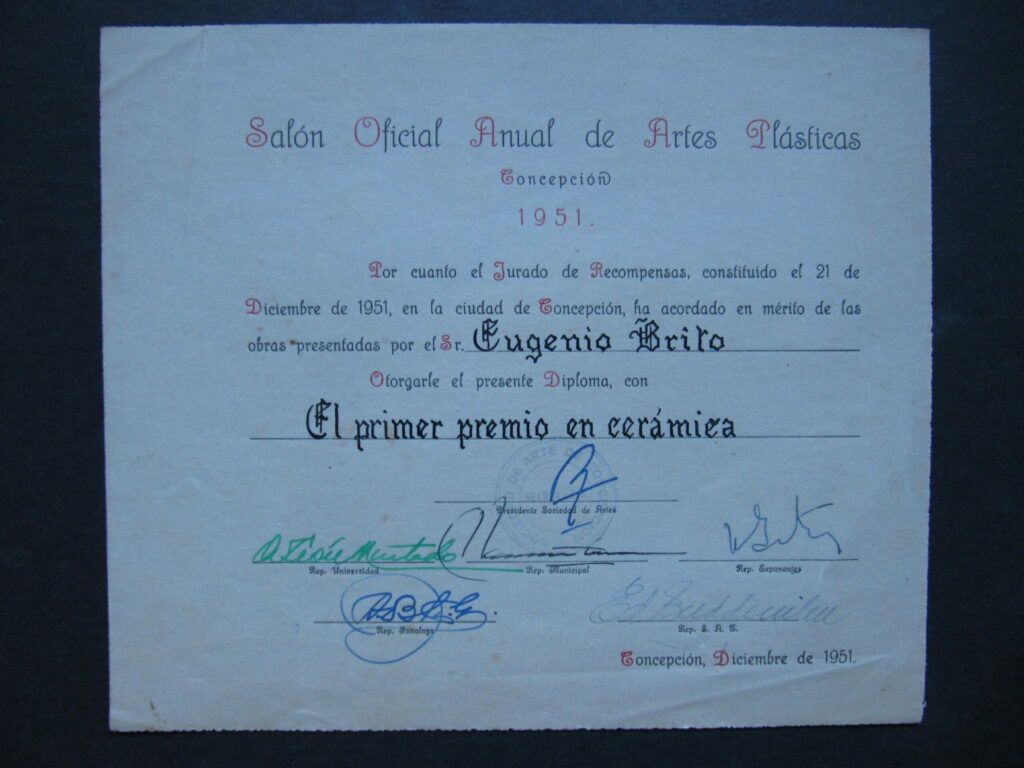 Salón Oficial Anual de Artes Plásticas
Concepción
1951.
Por cuanto el Jurado de Recompensas, constituido el 21 de
Diciembre de 1951, en la ciudad de Concepción, ha acordado en mérito de las
obras presentadas por el Sr. Eugenio Brito
Otorgarle el presente Diploma, con
El primer premio en cerámica
Presidente Sociedad de Artes
Rep. Universidad
Rep. Municipal
Rep. Exponentes
Rep. S. A. C.
Concepción, Diciembre de 1951.